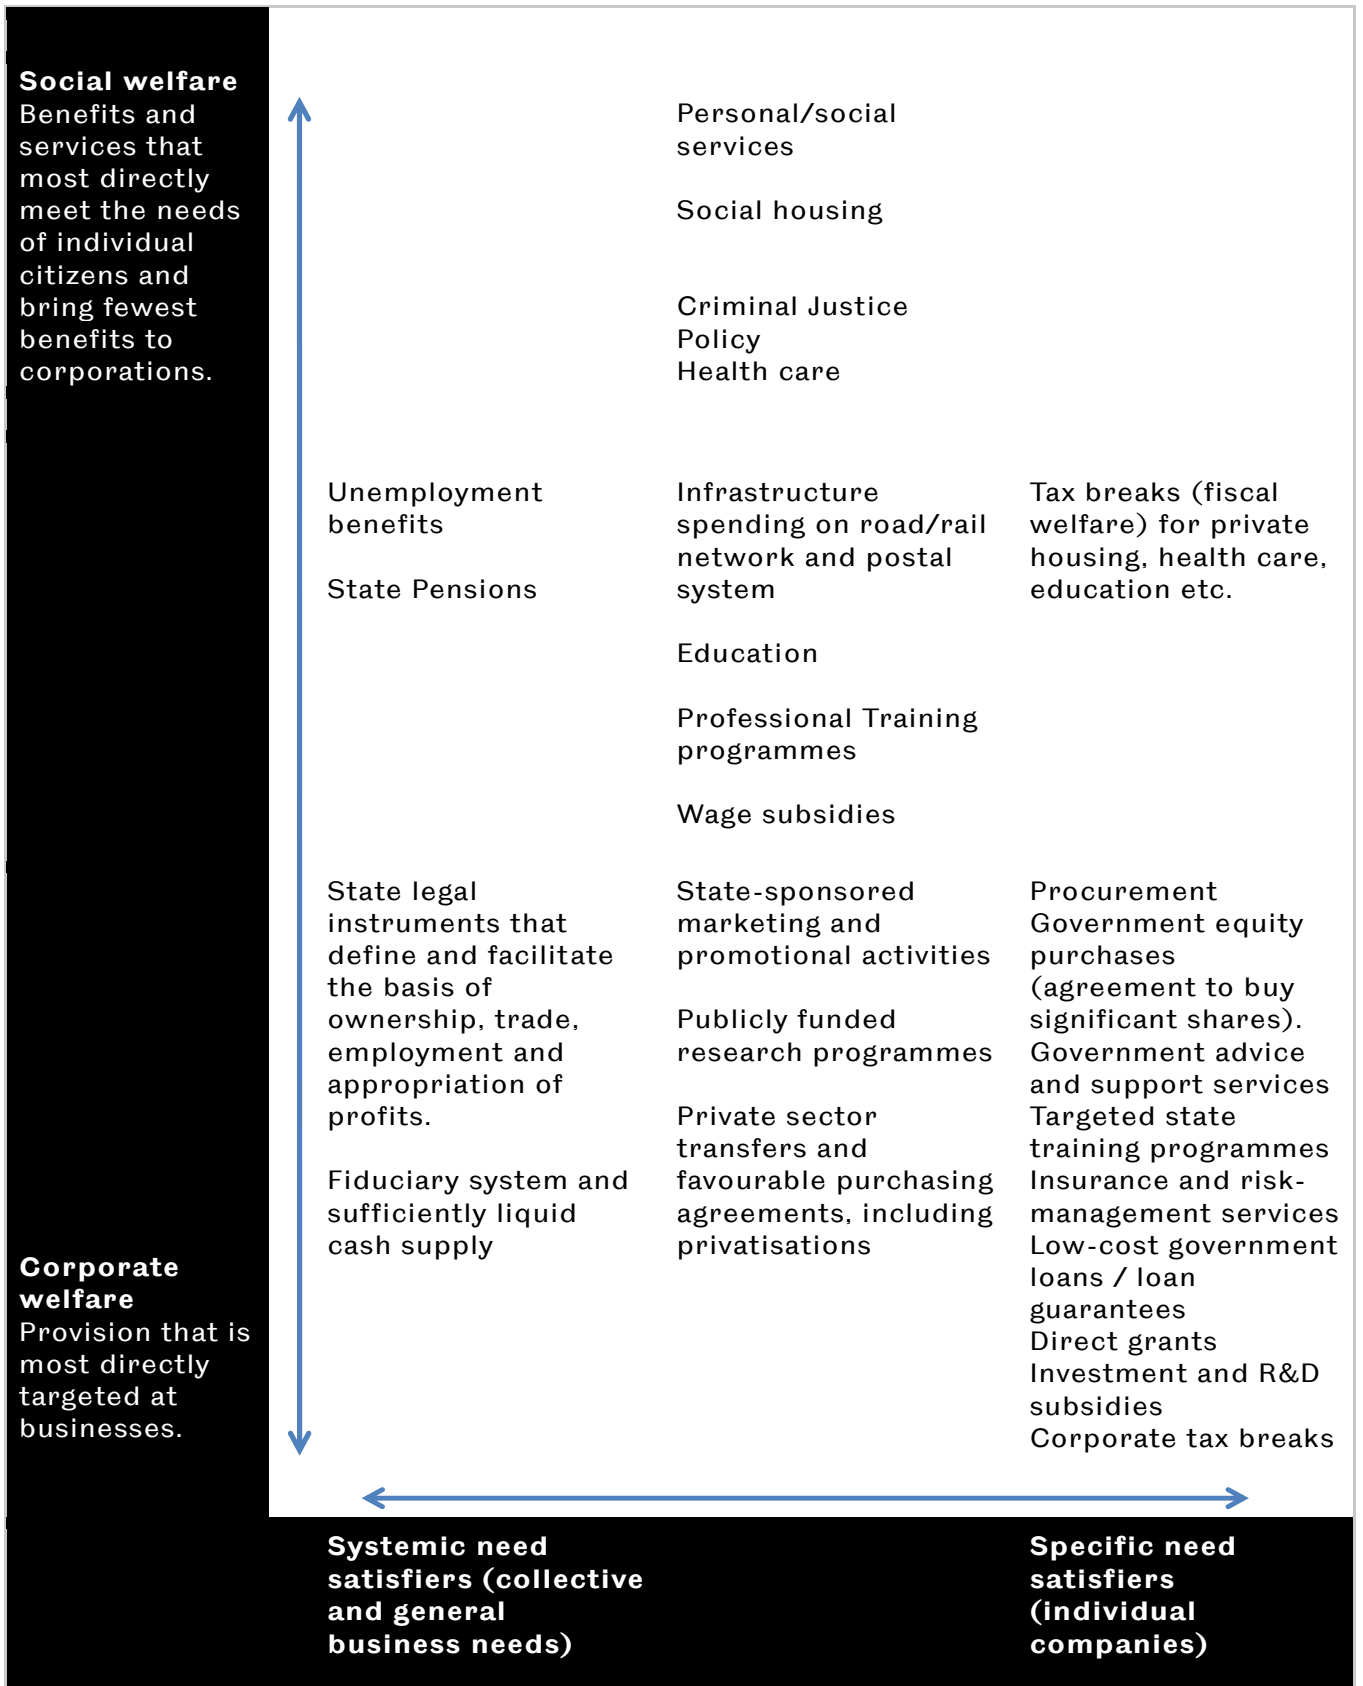 Social welfare
Benefits and
services that
most directly
meet the needs
of individual
citizens and
bring fewest
benefits to
corporations.
Personal/social
services
Social housing
Criminal Justice
Policy
Health care
Unemployment
benefits
State Pensions
Infrastructure
spending on road/rail
network and postal
system
Education
Professional Training
programmes
Wage subsidies
Tax breaks (fiscal
welfare) for private
housing, health care,
education etc.
Corporate
welfare
Provision that is
most directly
targeted at
businesses.
State legal
instruments that
define and facilitate
the basis of
ownership, trade,
employment and
appropriation of
profits.
Fiduciary system and
sufficiently liquid
cash supply
State-sponsored
marketing and
promotional activities
Publicly funded
research programmes
Private sector
transfers and
favourable purchasing
agreements, including
privatisations
Procurement
Government equity
purchases
(agreement to buy
significant shares).
Government advice
and support services
Targeted state
training programmes
Insurance and risk-
management services
Low-cost government
loans / loan
guarantees
Direct grants
Investment and R&D
subsidies
Corporate tax breaks
Systemic need
satisfiers (collective
and general
business needs)
Specific need
satisfiers
(individual
companies)